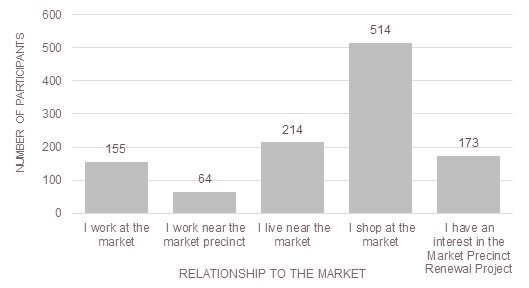 600
500
400
300
200
100
0
NUMBER OF PARTICIPANTS
155
64
214
514
173
I work at the
market
I work near the
market precinct
I live near the
market
I shop at the
market
I have an
interest in the
Market Precinct
Renewal Project
RELATIONSHIP TO THE MARKET